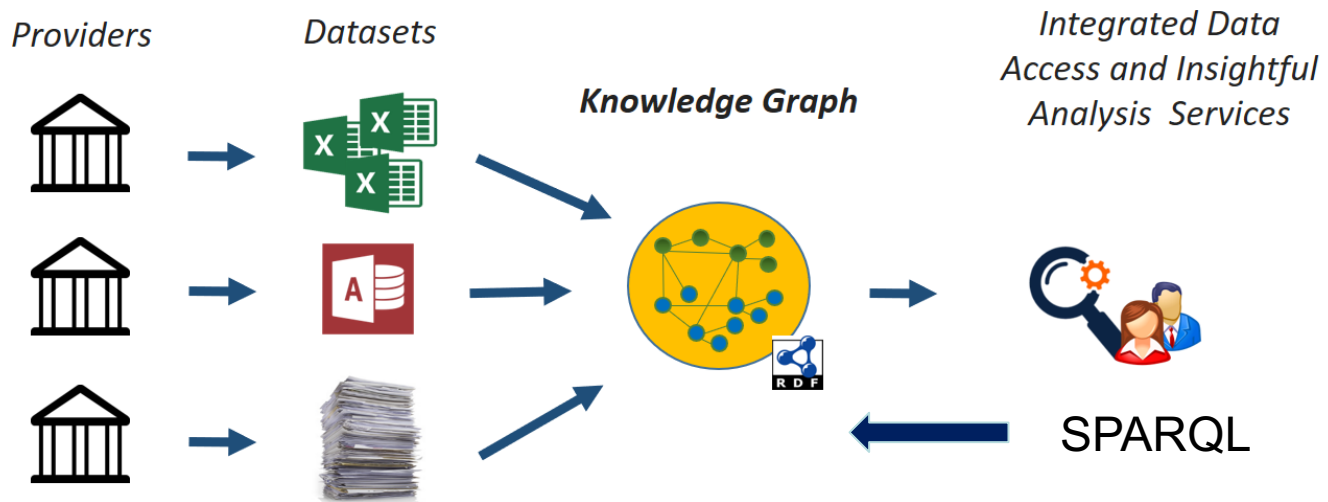 Providers
Datasets
Knowledge Graph
Integrated Data
Access and Insightful
Analysis Services
X
X
X
A
RDF
SPARQL